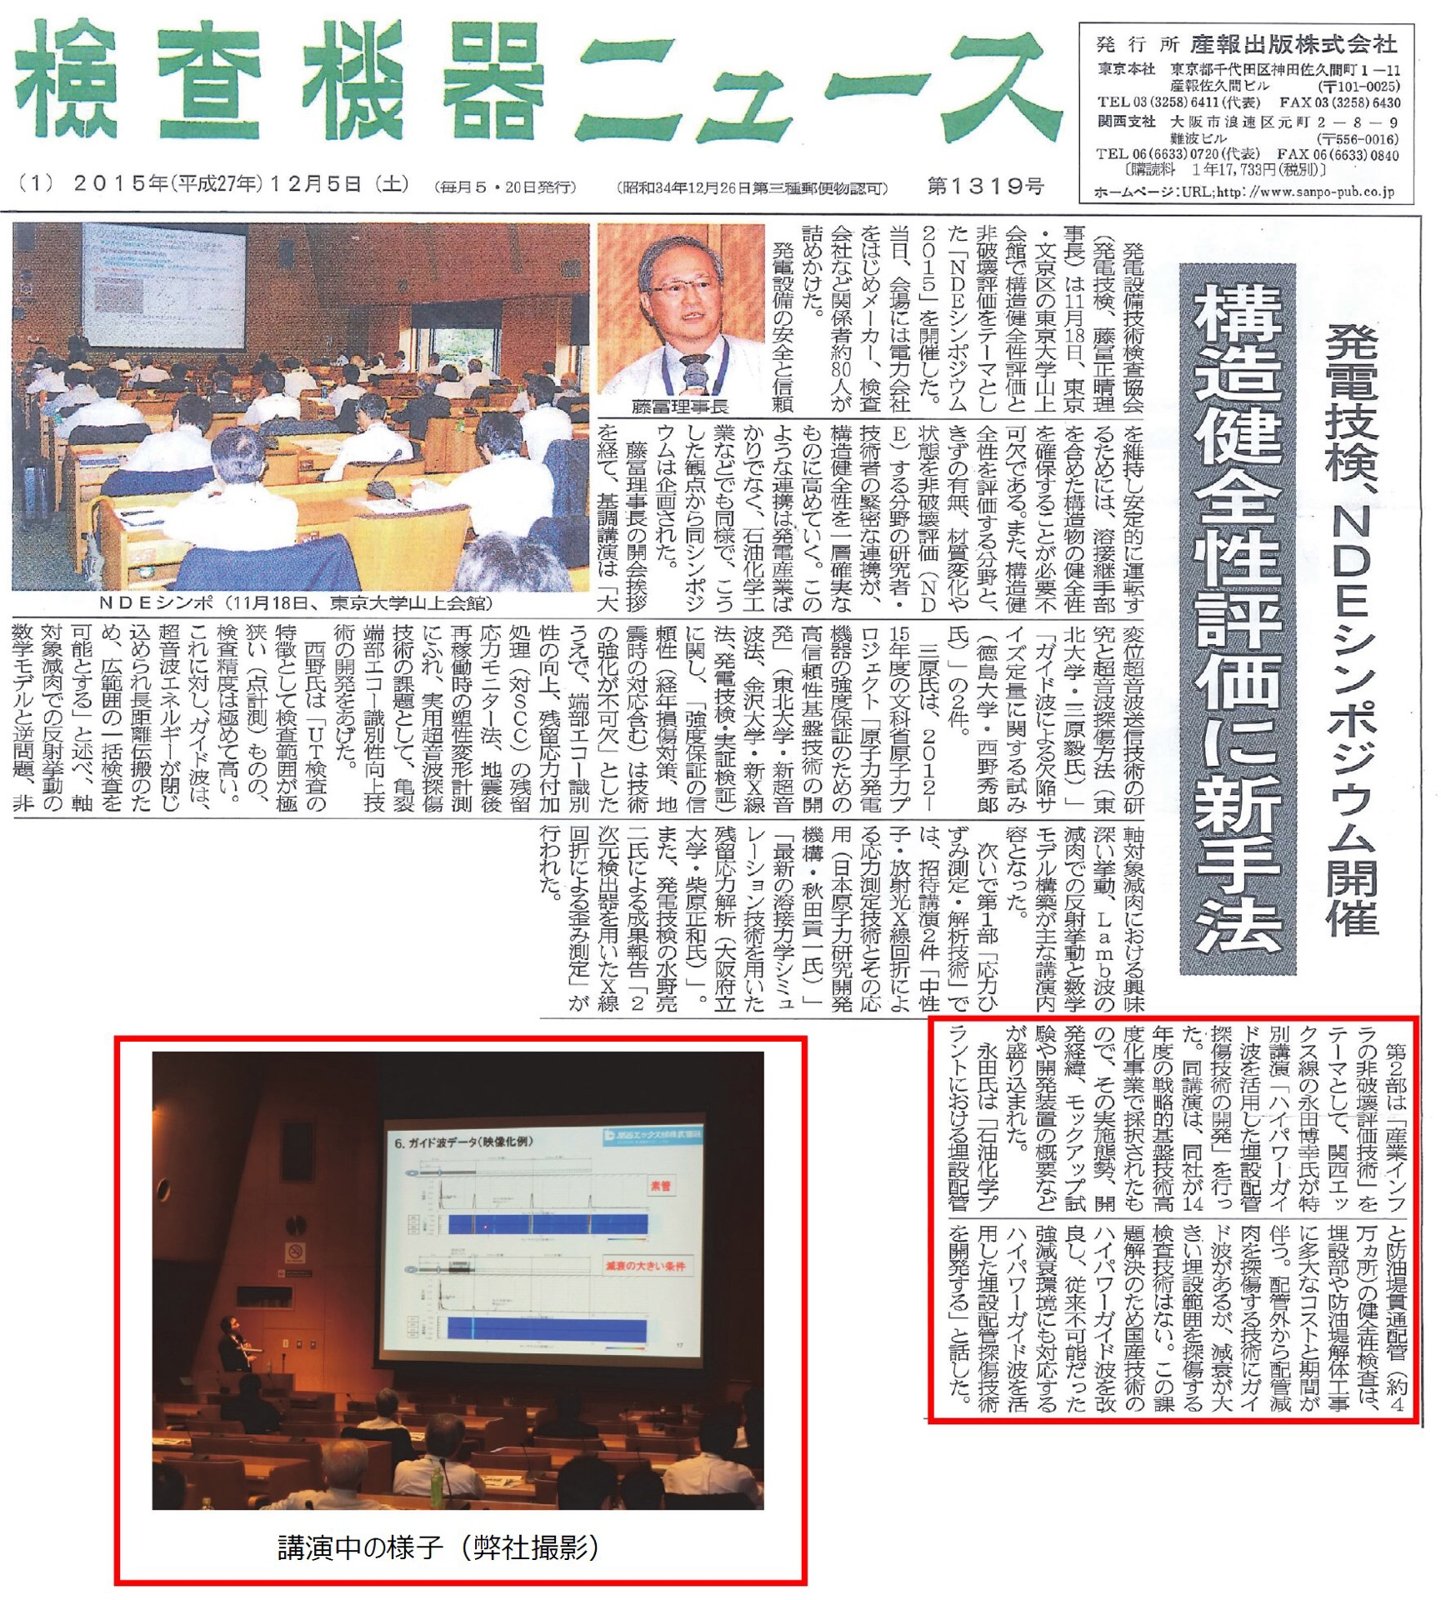 検査機器ニュース
(1) 2015年(平成27年)12月5日(土) (毎月5・20日発行) (昭和34年12月26日第三種郵便物認可) 第1319号
発行所 産報出版株式会社
東京本社 東京都千代田区神田佐久間町1-11
産報佐久間ビル (〒101-0025)
TEL 03(3258)6411(代表) FAX 03(3258)6430
関西支社 大阪市浪速区元町2-8-9
難波ビル (〒556-0016)
TEL 06(6633)0720(代表) FAX 06(6633)0840
〔購読料 1年17,733円(税別)〕
ホームページ:URL;http://www.sanpo-pub.co.jp
発電技検、NDEシンポジウム開催
構造健全性評価に新手法
発電設備技術検査協会
(発電技検、藤冨正晴理
事長)は11月18日、東京
・文京区の東京大学山上
会館で構造健全性評価と
非破壊評価をテーマとし
た「NDEシンポジウム
2015」を開催した。
当日、会場には電力会社
をはじめメーカー、検査
会社など関係者約80人が
詰めかけた。
発電設備の安全と信頼
を維持し安定的に運転す
るためには、溶接継手部
を含めた構造物の健全性
を確保することが必要不
可欠である。また、構造健
全性を評価する分野と、
きずの有無、材質変化や
状態を非破壊評価(ND
E)する分野の研究者・
技術者の緊密な連携が、
構造健全性を一層確実な
ものに高めていく。この
ような連携は発電産業ば
かりでなく、石油化学工
業などでも同様で、こう
した観点から同シンポジ
ウムは企画された。
藤冨理事長の開会挨拶
を経て、基調講演は「大
変位超音波送信技術の研
究と超音波探傷方法(東
北大学・三原毅氏)」
「ガイド波による欠陥サ
イズ定量に関する試み
(徳島大学・西野秀郎
氏)」の2件。
三原氏は、2012―
15年度の文科省原子力プ
ロジェクト「原子力発電
機器の強度保証のための
高信頼性基盤技術の開
発」(東北大学・新超音
波法、金沢大学・新X線
法、発電技検・実証検証)
に関し、「強度保証の信
頼性(経年損傷対策、地
震時の対応含む)は技術
の強化が不可欠」とした
うえで、端部エコー識別
性の向上、残留応力付加
処理(対SCC)の残留
応力モニター法、地震後
再稼働時の塑性変形計測
にふれ、実用超音波探傷
技術の課題として、亀裂
端部エコー識別性向上技
術の開発をあげた。
西野氏は「UT検査の
特徴として検査範囲が極
狭い(点計測)ものの、
検査精度は極めて高い。
これに対し、ガイド波は、
超音波エネルギーが閉じ
込められ長距離伝搬のた
め、広範囲の一括検査を
可能とする」と述べ、軸
対象減肉での反射挙動の
数学モデルと逆問題、非
軸対象減肉における興味
深い挙動、Lamb波の
減肉での反射挙動と数学
モデル構築が主な講演内
容となった。
次いで第1部「応力ひ
ずみ測定・解析技術」で
は、招待講演2件「中性
子・放射光X線回折によ
る応力測定技術とその応
用(日本原子力研究開発
機構・秋田貢一氏)」
「最新の溶接力学シミュ
レーション技術を用いた
残留応力解析(大阪府立
大学・柴原正和氏)」。
また、発電技検の水野亮
二氏による成果報告「2
次元検出器を用いたX線
回折による歪み測定」が
行われた。
第2部は「産業インフ
ラの非破壊評価技術」を
テーマとして、関西エッ
クス線の永田博幸氏が特
別講演「ハイパワーガイ
ド波を活用した埋設配管
探傷技術の開発」を行っ
た。同講演は、同社が14
年度の戦略的基盤技術高
度化事業で採択されたも
ので、その実施態勢、開
発経緯、モックアップ試
験や開発装置の概要など
が盛り込まれた。
永田氏は「石油化学プ
ラントにおける埋設配管
と防油堤貫通配管(約4
万ヵ所)の健全性検査は、
埋設部や防油堤解体工事
に多大なコストと期間が
伴う。配管外から配管減
肉を探傷する技術にガイ
ド波があるが、減衰が大
きい埋設範囲を探傷する
検査技術はない。この課
題解決のため国産技術の
ハイパワーガイド波を改
良し、従来不可能だった
強減衰環境にも対応する
ハイパワーガイド波を活
用した埋設配管探傷技術
を開発する」と話した。
藤冨理事長
NDEシンポ(11月18日、東京大学山上会館)
6. ガイド波データ(映像化例)
関西エックス線株式会社
素管
減衰の大きい条件
17
講演中の様子(弊社撮影)